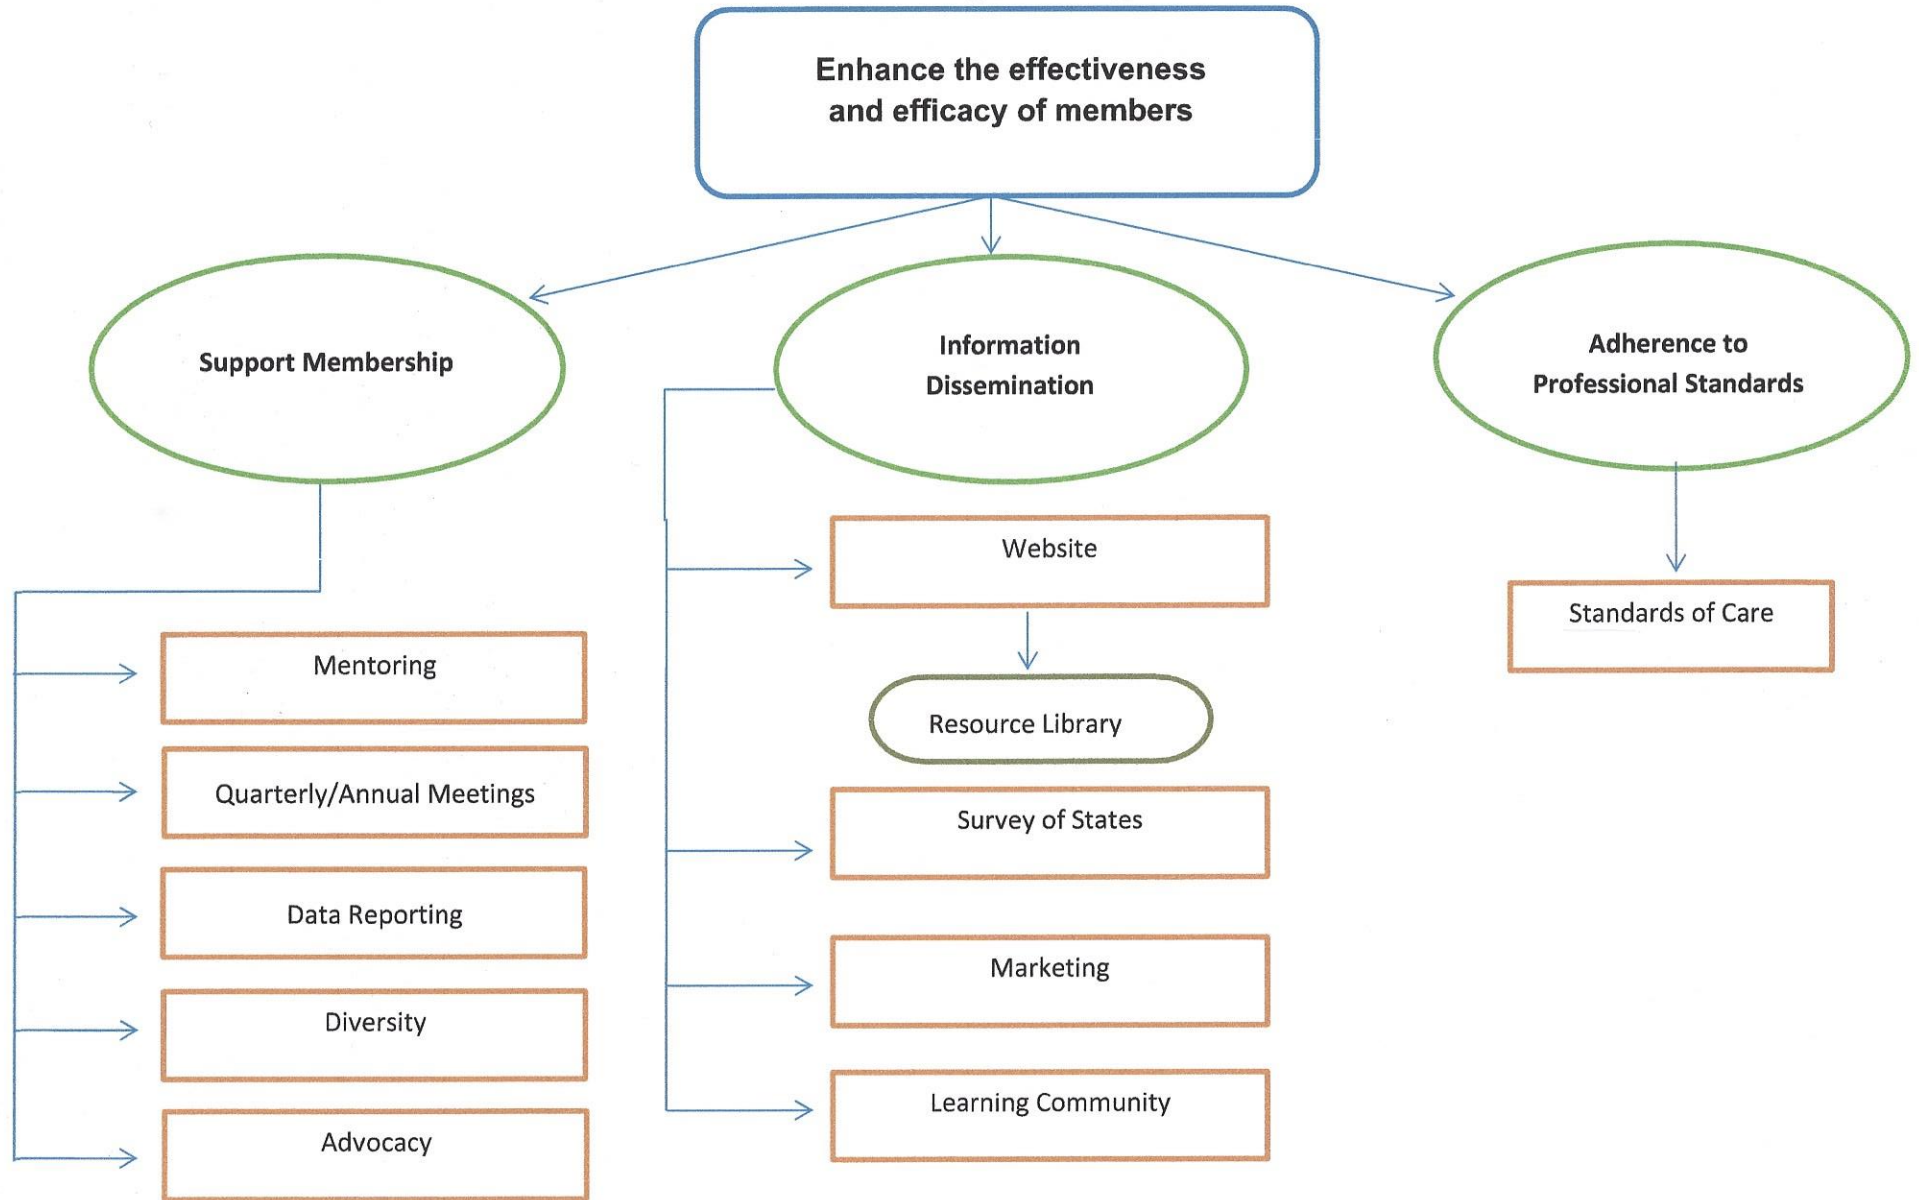 Enhance the effectiveness
and efficacy of members
Support Membership
Information
Dissemination
Adherence to
Professional Standards
Mentoring
Quarterly/Annual Meetings
Data Reporting
Diversity
Advocacy
Website
Resource Library
Survey of States
Marketing
Learning Community
Standards of Care